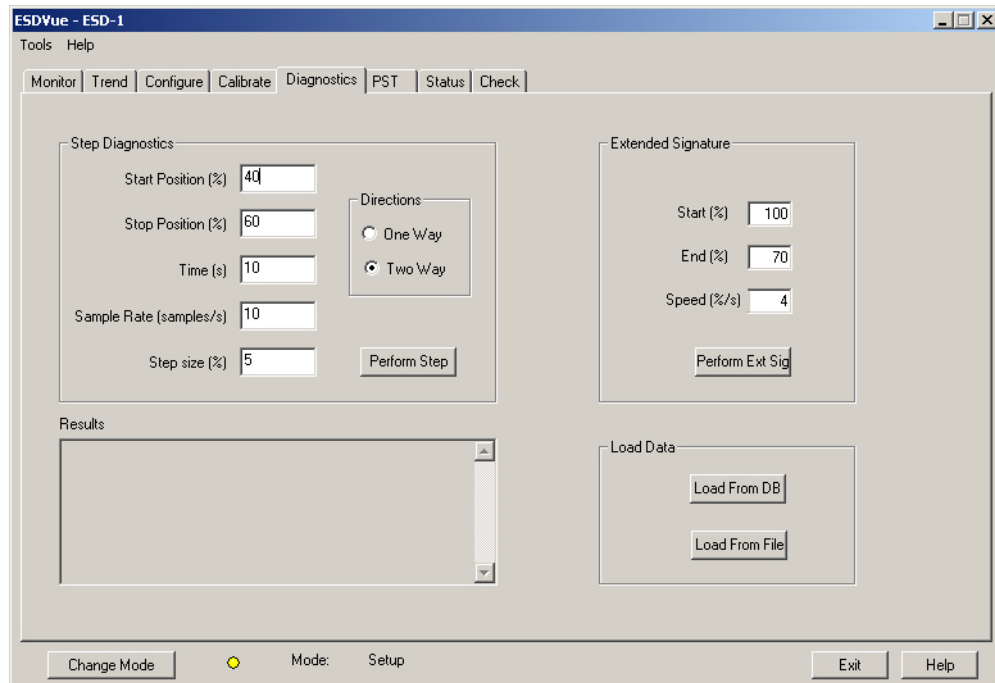 ESDVue - ESD-1
Tools Help
Monitor Trend Configure Calibrate Diagnostics PST Status Check
Step Diagnostics
Start Position (%) 40
Stop Position (%) 60
Time (s) 10
Sample Rate (samples/s) 10
Step size (%) 5
Directions
One Way
Two Way
Perform Step
Extended Signature
Start (%) 100
End (%) 70
Speed (%/s) 4
Perform Ext Sig
Results
Load Data
Load From DB
Load From File
Change Mode Mode: Setup Exit Help